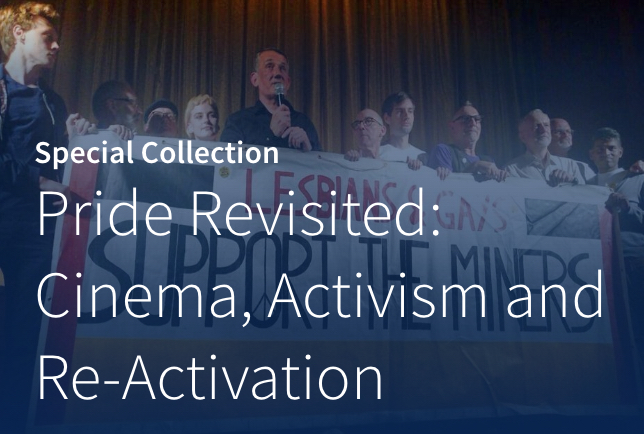 Special Collection
Pride Revisited:
Cinema, Activism and
Re-Activation
LESBIANS & GAYS
SUPPORT THE MINERS